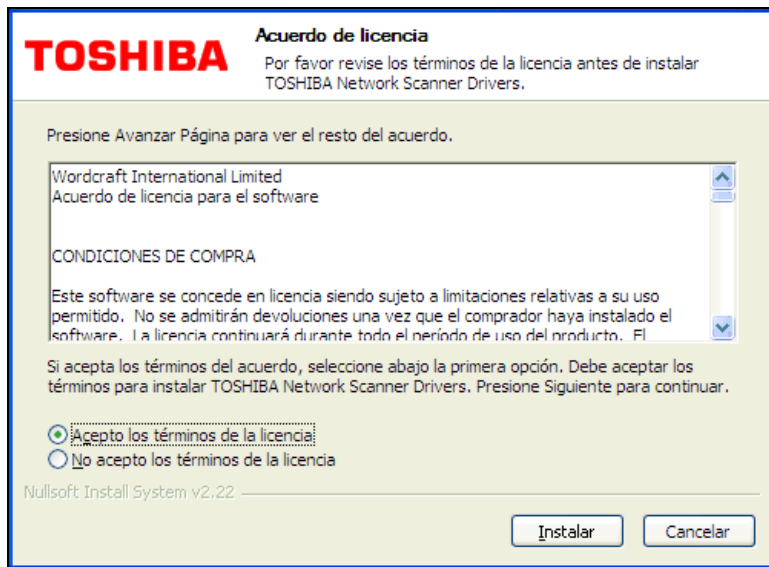 TOSHIBA
Acuerdo de licencia
Por favor revise los términos de la licencia antes de instalar
TOSHIBA Network Scanner Drivers.
Presione Avanzar Página para ver el resto del acuerdo.
Wordcraft International Limited
Acuerdo de licencia para el software
CONDICIONES DE COMPRA
Este software se concede en licencia siendo sujeto a limitaciones relativas a su uso
permitido. No se admitirán devoluciones una vez que el comprador haya instalado el
software. La licencia continuará durante todo el período de uso del producto. El
Si acepta los términos del acuerdo, seleccione abajo la primera opción. Debe aceptar los
términos para instalar TOSHIBA Network Scanner Drivers. Presione Siguiente para continuar.
Acepto los términos de la licencia
No acepto los términos de la licencia
Nullsoft Install System v2.22
Instalar
Cancelar